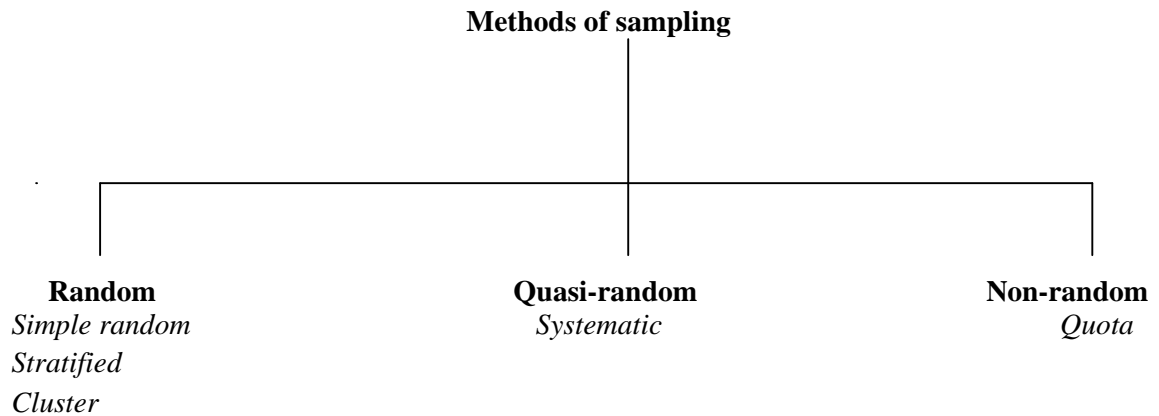 Methods of sampling
Random
Simple random
Stratified
Cluster
Quasi-random
Systematic
Non-random
Quota